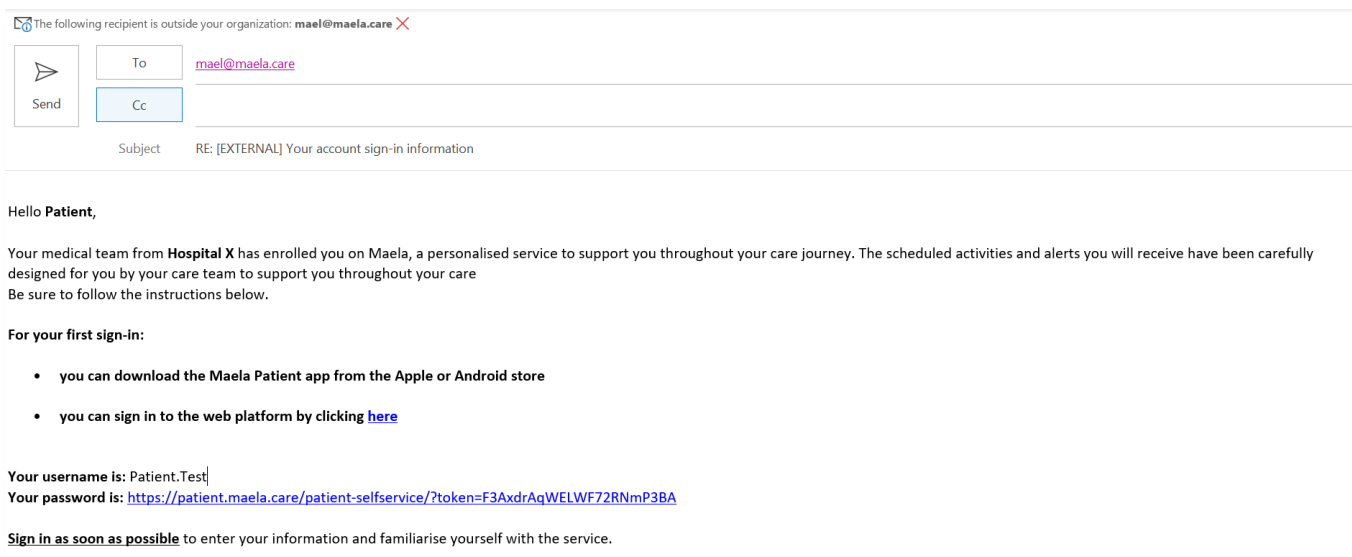 The following recipient is outside your organization: mael@maela.care
To
mael@maela.care
Send
Cc
Subject
RE: [EXTERNAL] Your account sign-in information
Hello Patient,
Your medical team from Hospital X has enrolled you on Maela, a personalised service to support you throughout your care journey. The scheduled activities and alerts you will receive have been carefully
designed for you by your care team to support you throughout your care
Be sure to follow the instructions below.
For your first sign-in:
• you can download the Maela Patient app from the Apple or Android store
• you can sign in to the web platform by clicking here
Your username is: Patient.Test
Your password is: https://patient.maela.care/patient-selfservice/?token=F3AxdrAqWELWF72RNmP3BA
Sign in as soon as possible to enter your information and familiarise yourself with the service.